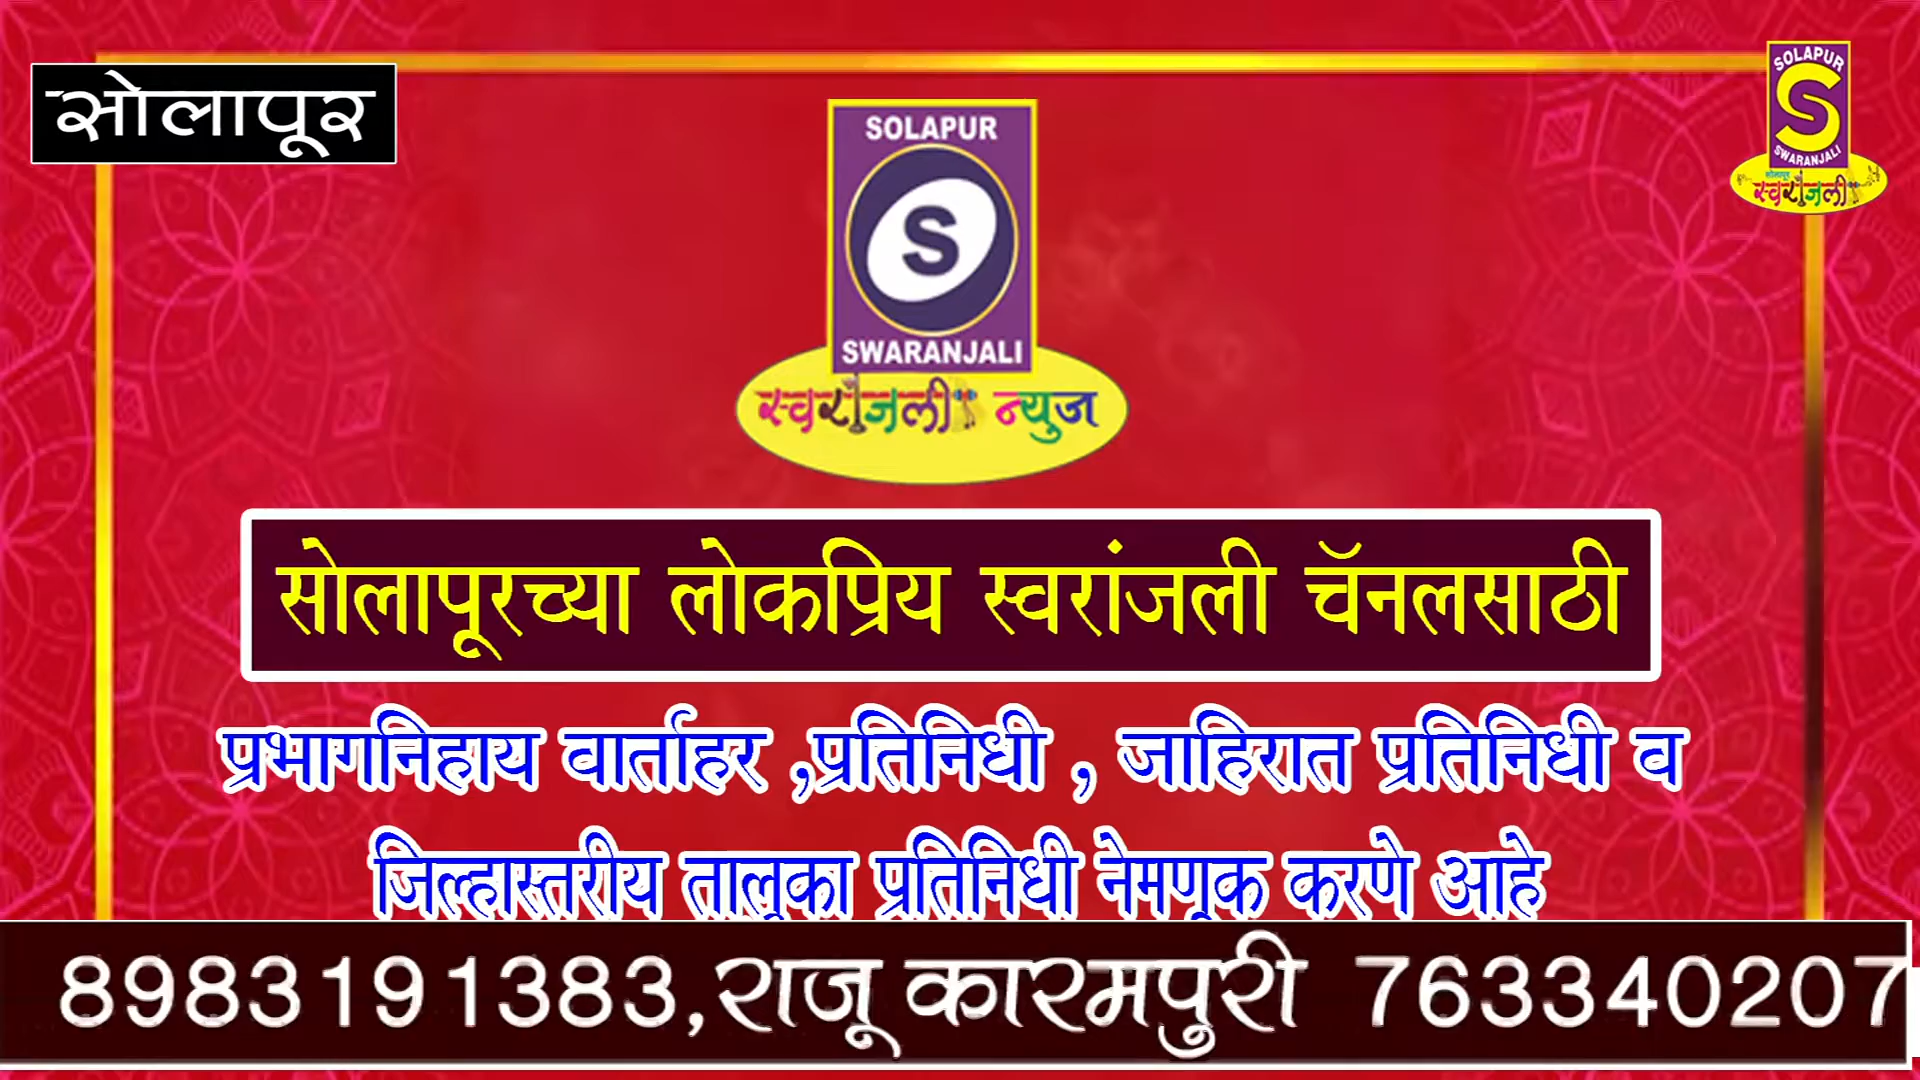 सोलापूर
SOLAPUR
S
SWARANJALI
स्वरांजली न्युज
SOLAPUR
S
SWARANJALI
सोलापूर
स्वरांजली
सोलापूरच्या लोकप्रिय स्वरांजली चॅनलसाठी
प्रभागनिहाय वार्ताहर ,प्रतिनिधी , जाहिरात प्रतिनिधी व
जिल्हास्तरीय तालुका प्रतिनिधी नेमणूक करणे आहे
8983191383,राजू कारमपुरी 763340207